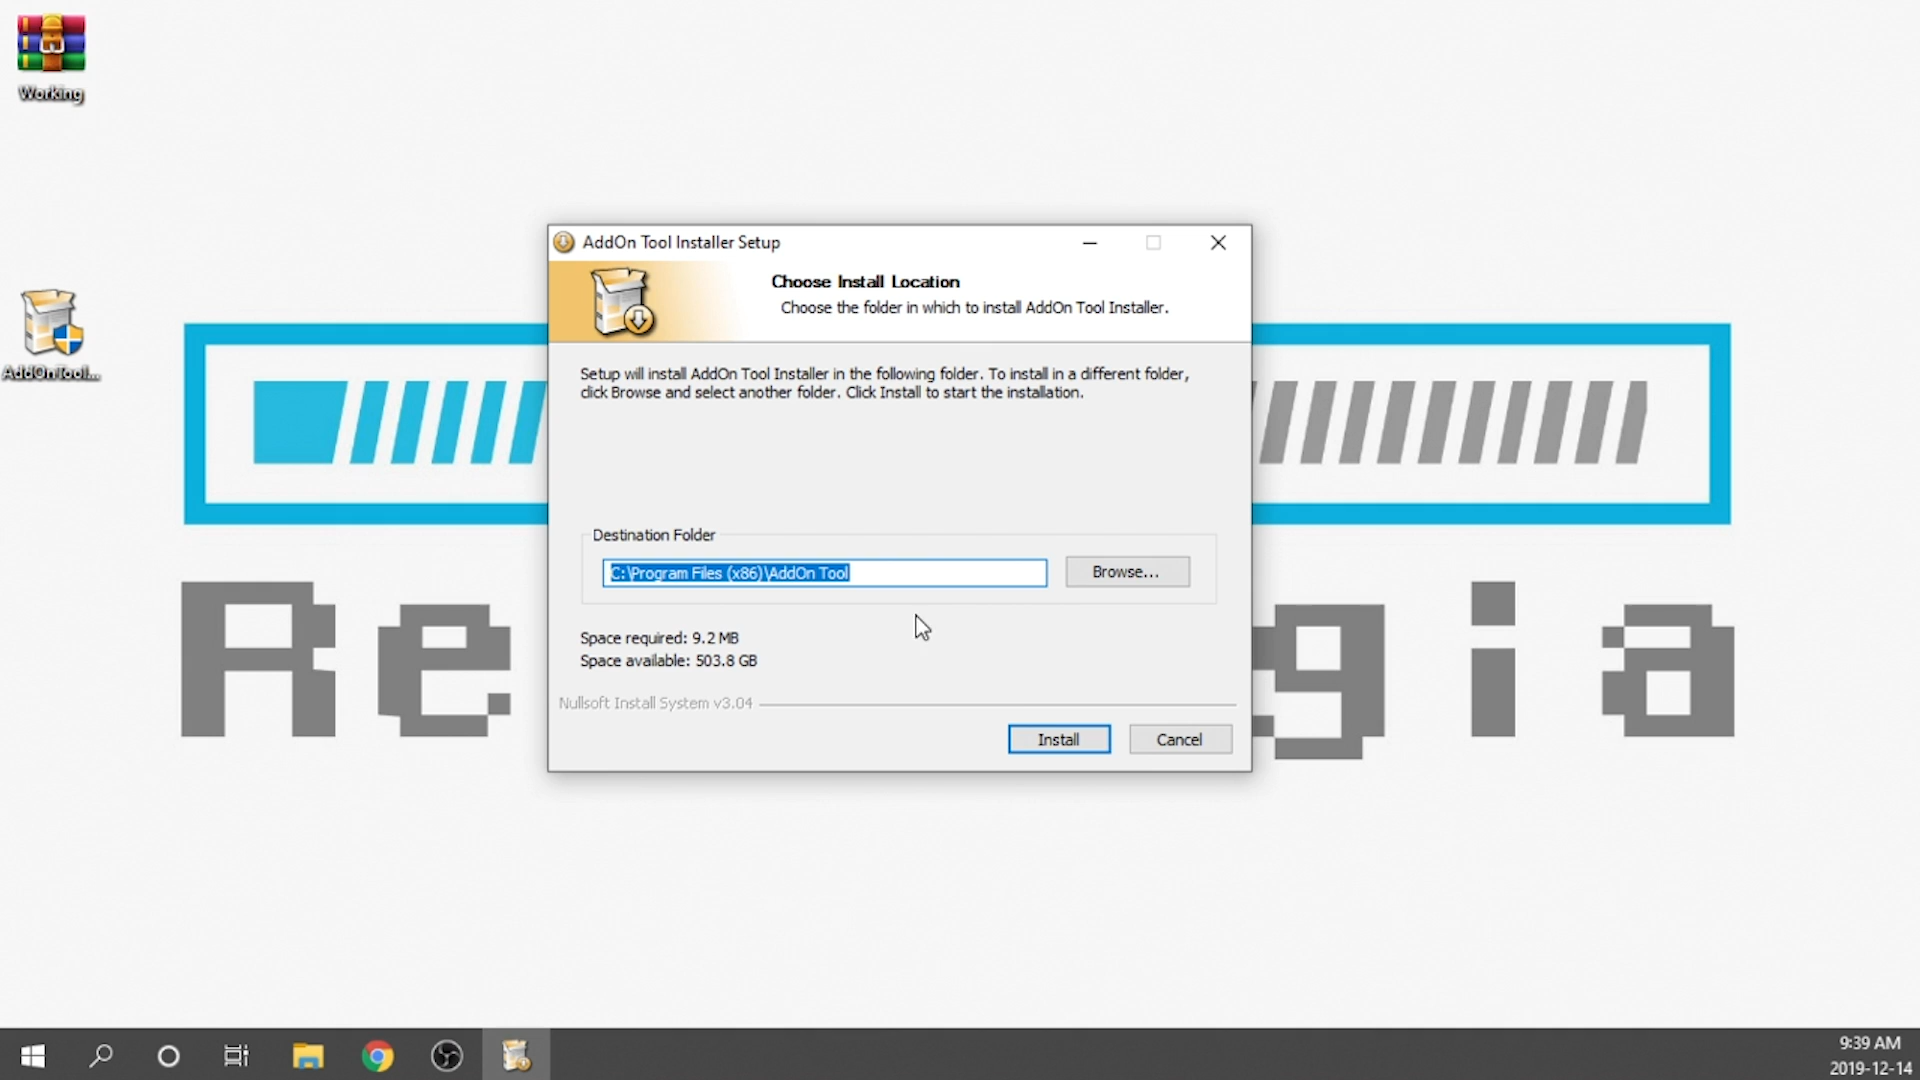 Working
AddOnTool...
AddOn Tool Installer Setup
Choose Install Location
Choose the folder in which to install AddOn Tool Installer.
Setup will install AddOn Tool Installer in the following folder. To install in a different folder,
click Browse and select another folder. Click Install to start the installation.
Destination Folder
C:\Program Files (x86)\AddOn Tool
Browse...
Space required: 9.2 MB
Space available: 503.8 GB
Nullsoft Install System v3.04
Install
Cancel
Re
gia
9:39 AM
2019-12-14